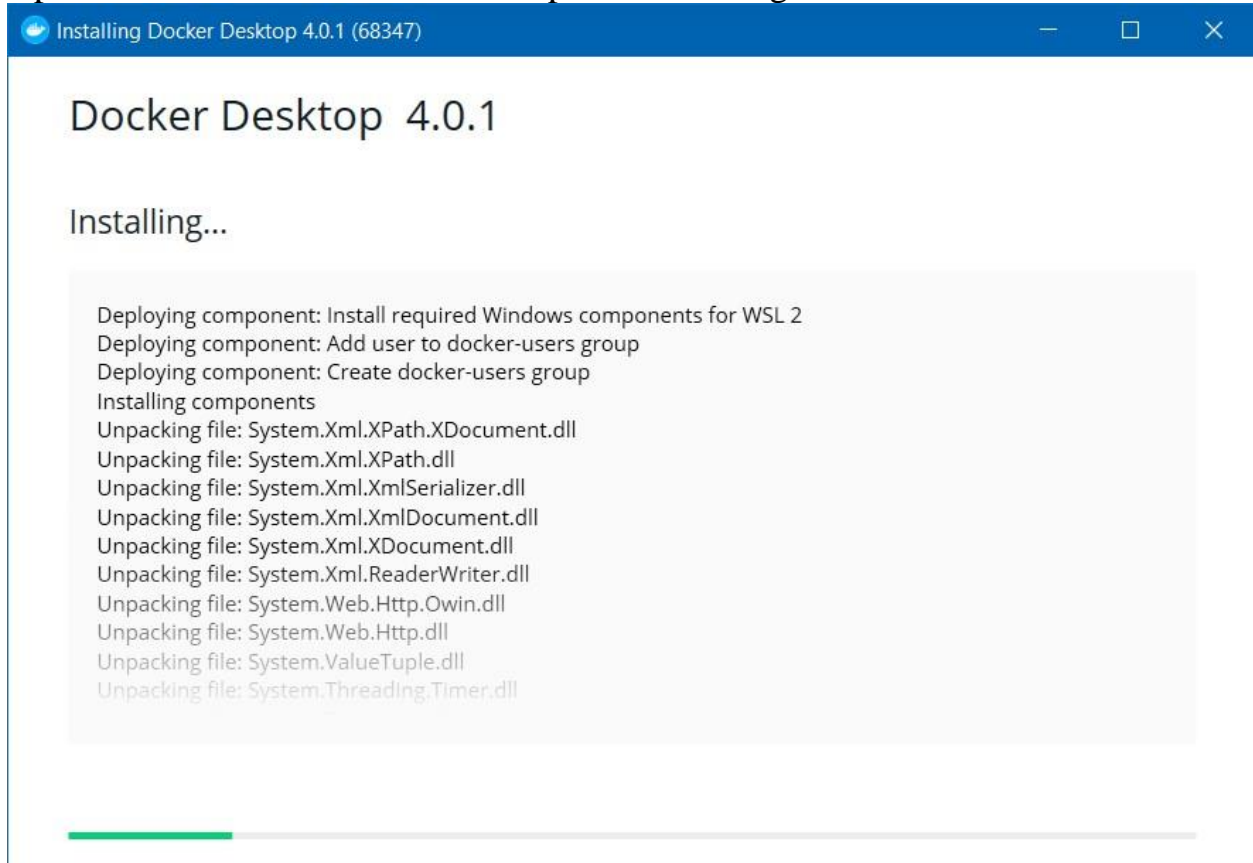 Installing Docker Desktop 4.0.1 (68347)
Docker Desktop 4.0.1
Installing...
Deploying component: Install required Windows components for WSL 2
Deploying component: Add user to docker-users group
Deploying component: Create docker-users group
Installing components
Unpacking file: System.Xml.XPath.XDocument.dll
Unpacking file: System.Xml.XPath.dll
Unpacking file: System.Xml.XmlSerializer.dll
Unpacking file: System.Xml.XmlDocument.dll
Unpacking file: System.Xml.XDocument.dll
Unpacking file: System.Xml.ReaderWriter.dll
Unpacking file: System.Web.Http.Owin.dll
Unpacking file: System.Web.Http.dll
Unpacking file: System.ValueTuple.dll
Unpacking file: System.Threading.Timer.dll